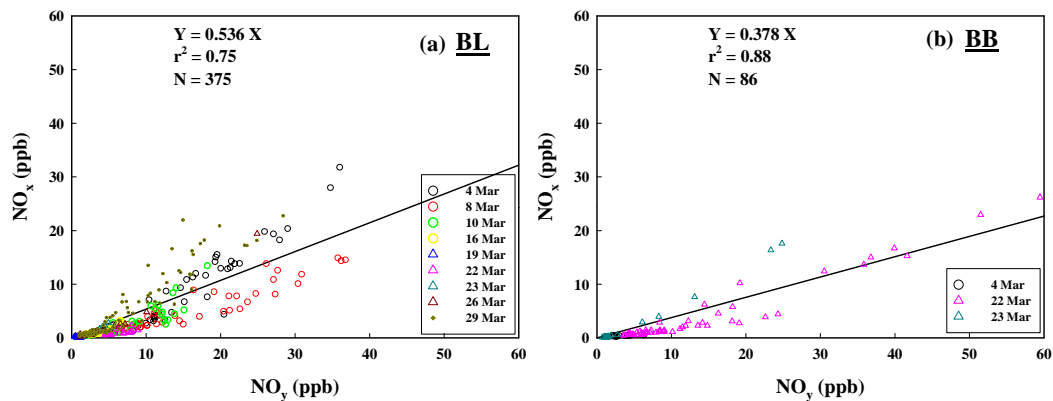 Y = 0.536 X
r² = 0.75
N = 375
(a) BL
60
50
40
30
20
10
0
NOₓ (ppb)
4 Mar
8 Mar
10 Mar
16 Mar
19 Mar
22 Mar
23 Mar
26 Mar
29 Mar
0 10 20 30 40 50 60
NOᵧ (ppb)
Y = 0.378 X
r² = 0.88
N = 86
(b) BB
60
50
40
30
20
10
0
NOₓ (ppb)
4 Mar
22 Mar
23 Mar
0 10 20 30 40 50 60
NOᵧ (ppb)